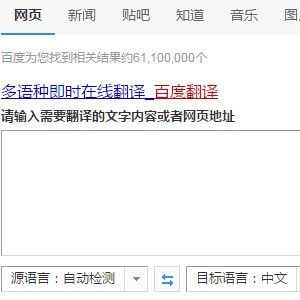 网页 新闻 贴吧 知道 音乐
百度为您找到相关结果约61,100,000个
多语种即时在线翻译_百度翻译
请输入需要翻译的文字内容或者网页地址
源语言：自动检测 目标语言：中文